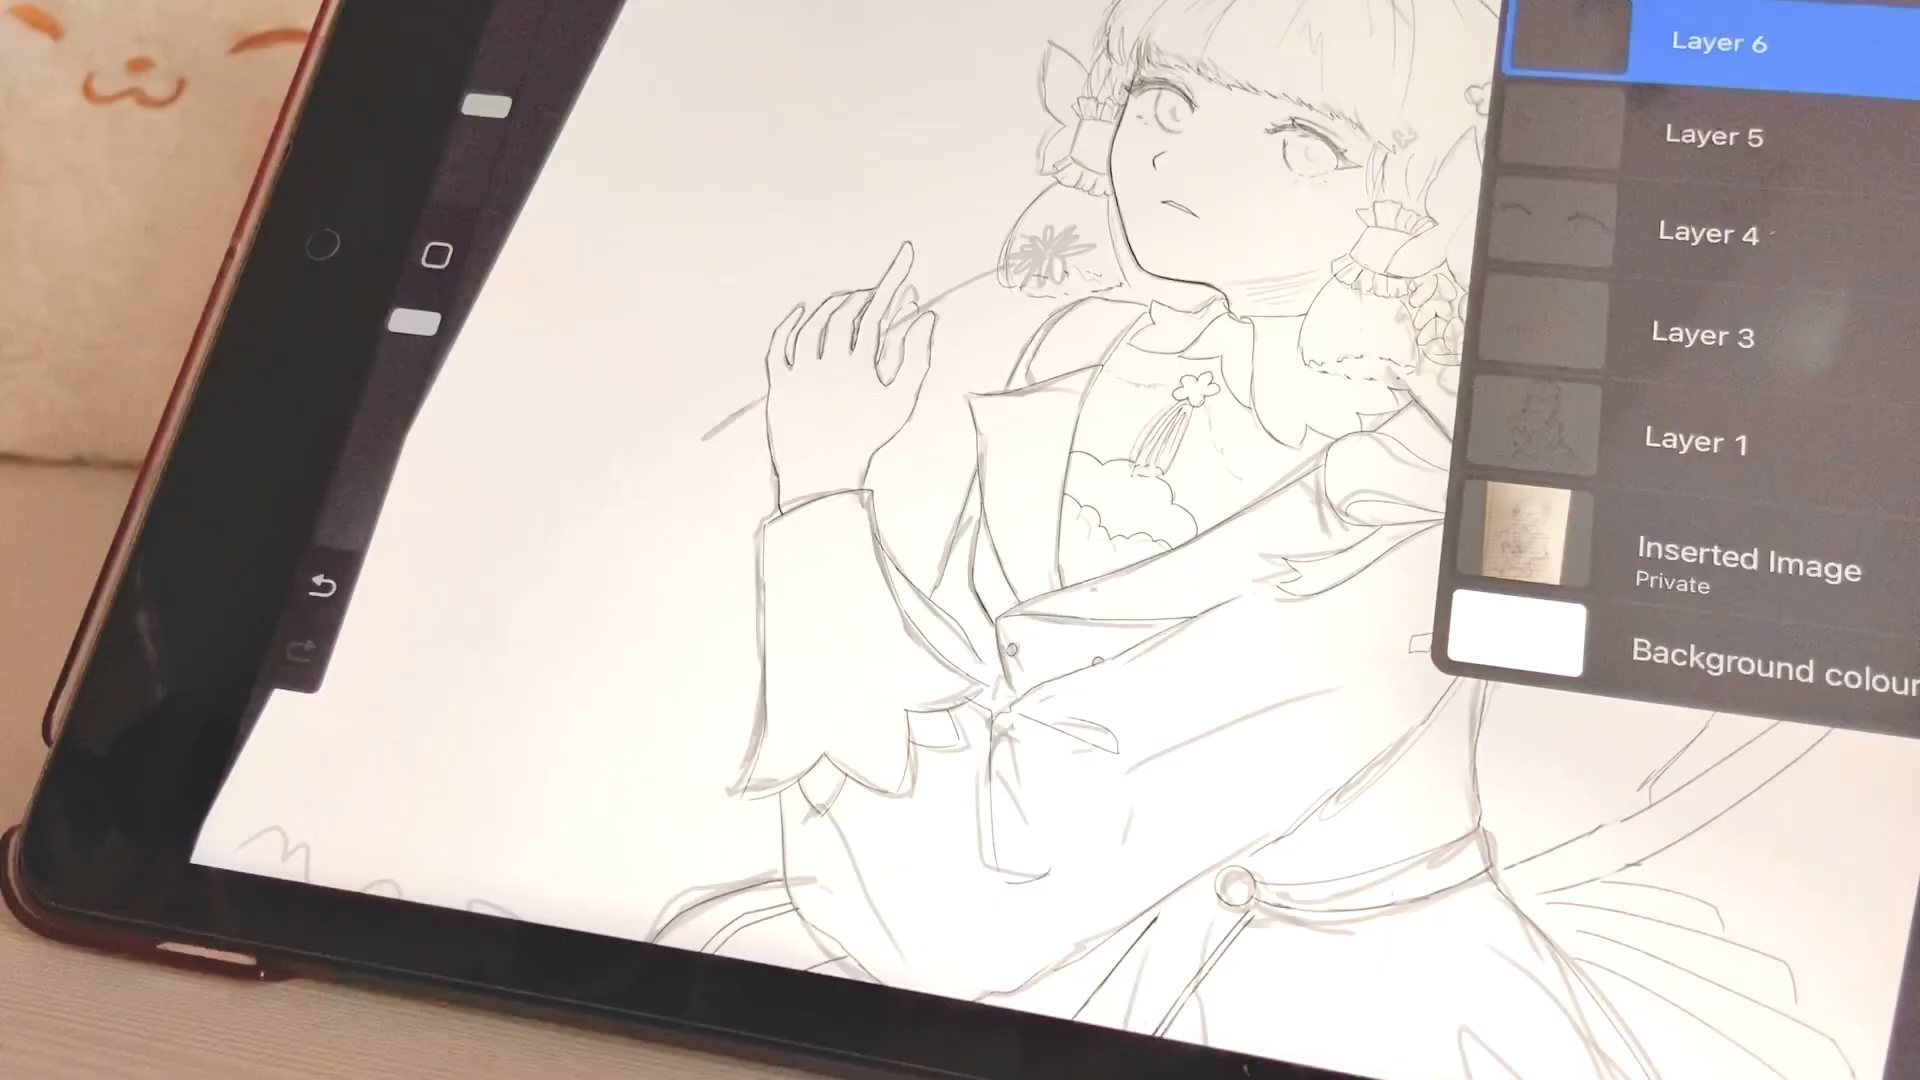 Layer 6
Layer 5
Layer 4
Layer 3
Layer 1
Inserted Image
Private
Background colour